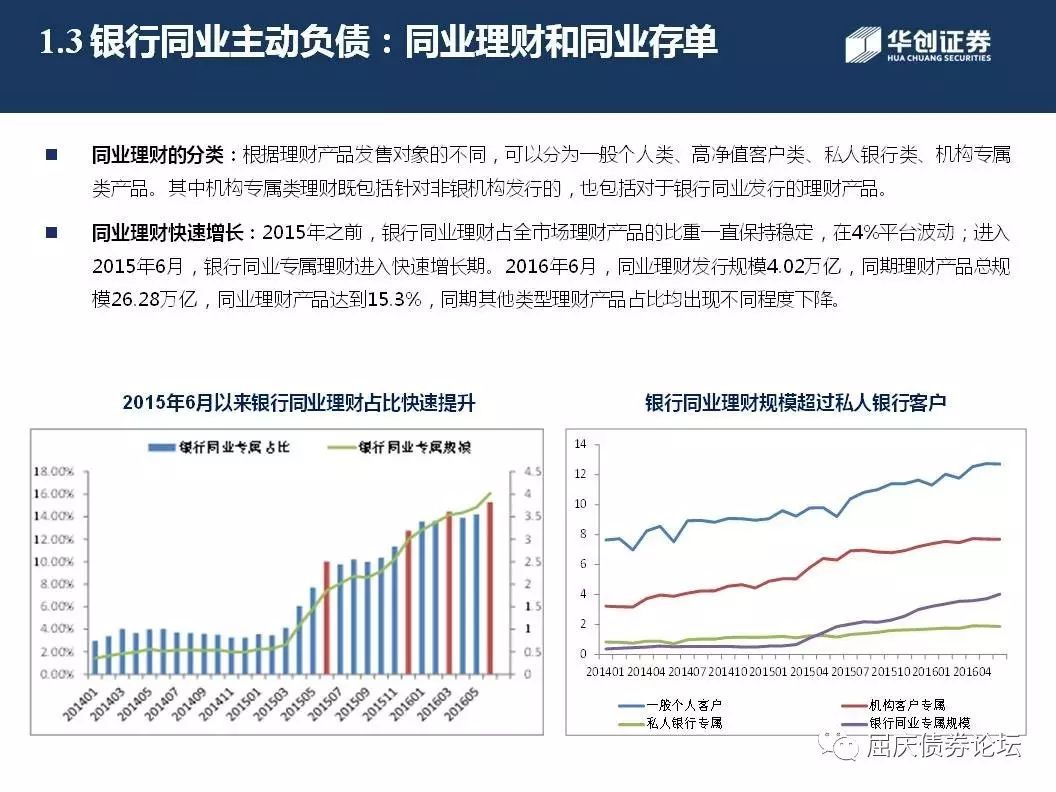 1.3 银行同业主动负债：同业理财和同业存单
华创证券
HUA CHUANG SECURITIES
■ 同业理财的分类：根据理财产品发售对象的不同，可以分为一般个人类、高净值客户类、私人银行类、机构专属
类产品。其中机构专属类理财既包括针对非银机构发行的，也包括对于银行同业发行的理财产品。
■ 同业理财快速增长：2015年之前，银行同业理财占全市场理财产品的比重一直保持稳定，在4%平台波动；进入
2015年6月，银行同业专属理财进入快速增长期。2016年6月，同业理财发行规模4.02万亿，同期理财产品总规
模26.28万亿，同业理财产品达到15.3%，同期其他类型理财产品占比均出现不同程度下降。
2015年6月以来银行同业理财占比快速提升
银行同业专属占比 银行同业专属规模
18.00%
16.00%
14.00%
12.00%
10.00%
8.00%
6.00%
4.00%
2.00%
0.00%
4.5
4
3.5
3
2.5
2
1.5
1
0.5
0
201401 201403 201405 201407 201409 201411 201501 201503 201505 201507 201509 201511 201601 201603 201605
银行同业理财规模超过私人银行客户
14
12
10
8
6
4
2
0
201401 201404 201407 201410 201501 201504 201507 201510 201601 201604
一般个人客户 机构客户专属
私人银行专属 银行同业专属规模
屈庆债券论坛